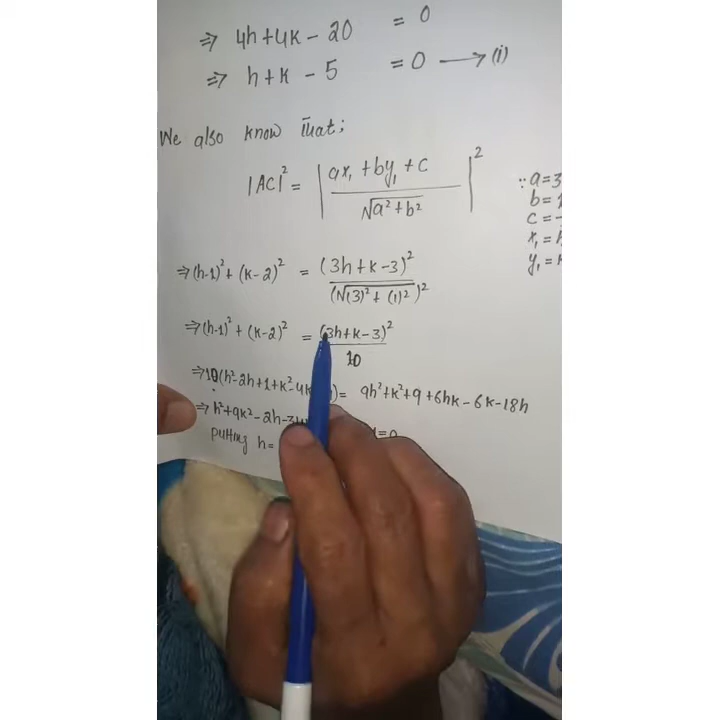 ⇒ 4h+4k - 20 = 0
⇒ h+k - 5 = 0 ⟶ (i)
We also know that;
|AC|² = |(ax₁ + by₁ + c)/√(a² + b²)|²
∵ a=3
b=
c = -
x₁ =
y₁ =
⇒ (h-1)² + (k-2)² = (3h+k-3)²/(√((3)² + (1)²))²
⇒ (h-1)² + (k-2)² = (3h+k-3)²/10
⇒ 10(h²-2h+1+k²-4k = 9h²+k²+9+6hk-6k-18h
⇒ h²+9k²-2h-3 =0
Putting h=